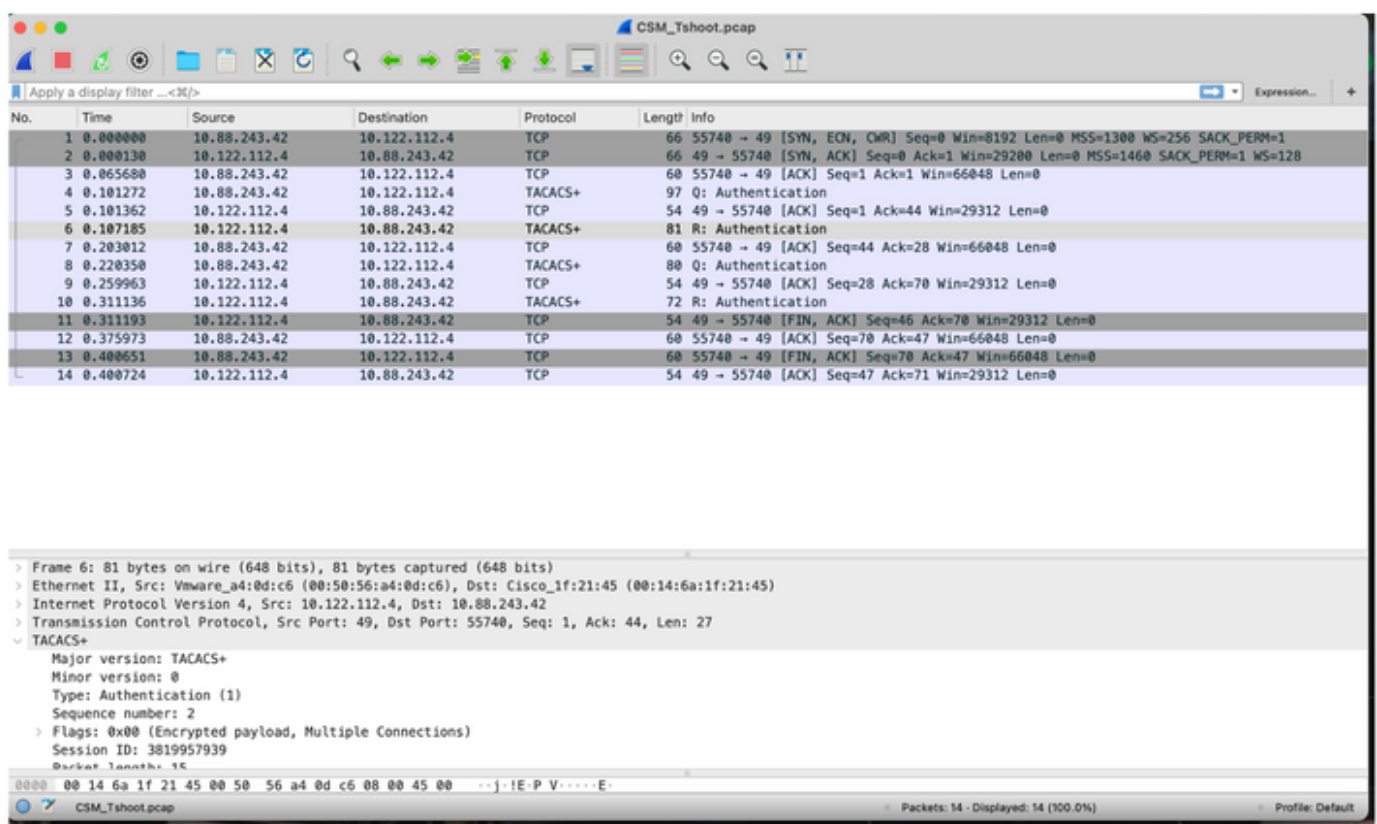 CSM_Tshoot.pcap
Apply a display filter ...<⌘/>
Expression... +
No. Time Source Destination Protocol Length Info
1 0.000000 10.88.243.42 10.122.112.4 TCP 66 55740 → 49 [SYN, ECN, CWR] Seq=0 Win=8192 Len=0 MSS=1300 WS=256 SACK_PERM=1
2 0.000130 10.122.112.4 10.88.243.42 TCP 66 49 → 55740 [SYN, ACK] Seq=0 Ack=1 Win=29200 Len=0 MSS=1460 SACK_PERM=1 WS=128
3 0.065680 10.88.243.42 10.122.112.4 TCP 60 55740 → 49 [ACK] Seq=1 Ack=1 Win=66048 Len=0
4 0.101272 10.88.243.42 10.122.112.4 TACACS+ 97 Q: Authentication
5 0.101362 10.122.112.4 10.88.243.42 TCP 54 49 → 55740 [ACK] Seq=1 Ack=44 Win=29312 Len=0
6 0.107185 10.122.112.4 10.88.243.42 TACACS+ 81 R: Authentication
7 0.203012 10.88.243.42 10.122.112.4 TCP 60 55740 → 49 [ACK] Seq=44 Ack=28 Win=66048 Len=0
8 0.220350 10.88.243.42 10.122.112.4 TACACS+ 80 Q: Authentication
9 0.259963 10.122.112.4 10.88.243.42 TCP 54 49 → 55740 [ACK] Seq=28 Ack=70 Win=29312 Len=0
10 0.311136 10.122.112.4 10.88.243.42 TACACS+ 72 R: Authentication
11 0.311193 10.122.112.4 10.88.243.42 TCP 54 49 → 55740 [FIN, ACK] Seq=46 Ack=70 Win=29312 Len=0
12 0.375973 10.88.243.42 10.122.112.4 TCP 60 55740 → 49 [ACK] Seq=70 Ack=47 Win=66048 Len=0
13 0.400651 10.88.243.42 10.122.112.4 TCP 60 55740 → 49 [FIN, ACK] Seq=70 Ack=47 Win=66048 Len=0
14 0.400724 10.122.112.4 10.88.243.42 TCP 54 49 → 55740 [ACK] Seq=47 Ack=71 Win=29312 Len=0
> Frame 6: 81 bytes on wire (648 bits), 81 bytes captured (648 bits)
> Ethernet II, Src: Vmware_a4:0d:c6 (00:50:56:a4:0d:c6), Dst: Cisco_1f:21:45 (00:14:6a:1f:21:45)
> Internet Protocol Version 4, Src: 10.122.112.4, Dst: 10.88.243.42
> Transmission Control Protocol, Src Port: 49, Dst Port: 55740, Seq: 1, Ack: 44, Len: 27
TACACS+
Major version: TACACS+
Minor version: 0
Type: Authentication (1)
Sequence number: 2
> Flags: 0x00 (Encrypted payload, Multiple Connections)
Session ID: 3819957939
Packet length: 15
0000 00 14 6a 1f 21 45 00 50 56 a4 0d c6 08 00 45 00 ··j·!E·P V·····E·
CSM_Tshoot.pcap
Packets: 14 · Displayed: 14 (100.0%)
Profile: Default